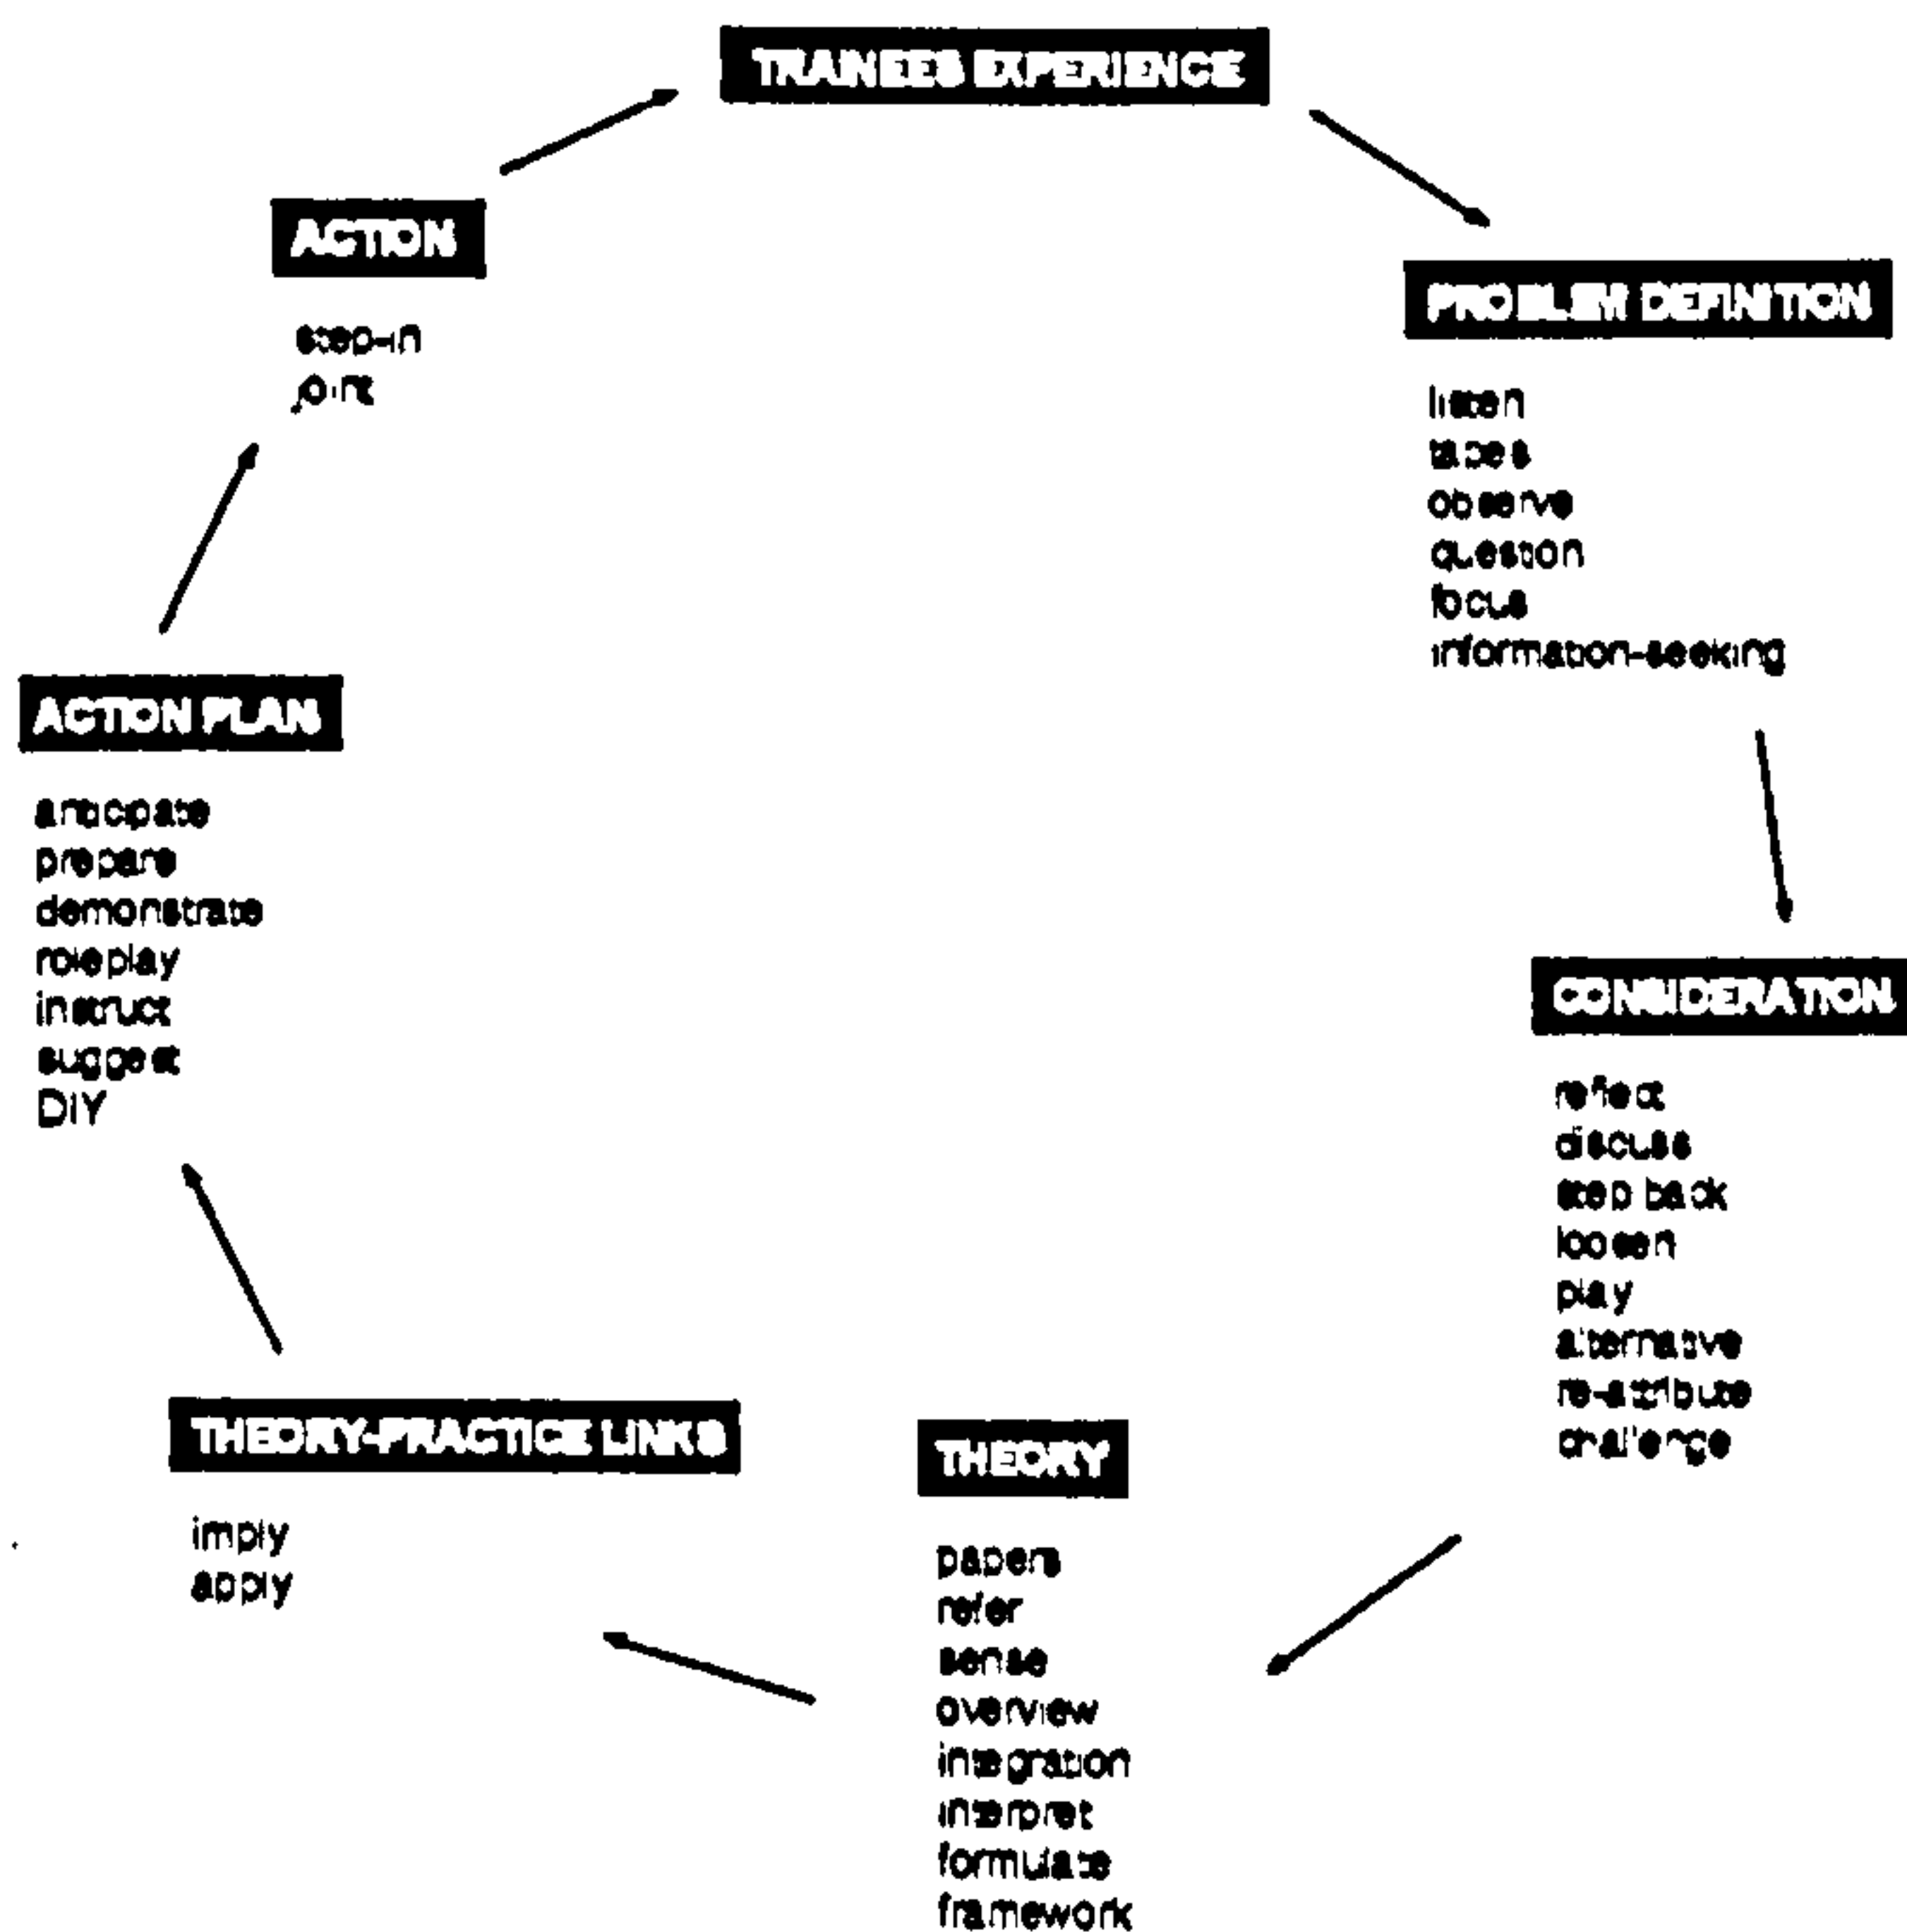 TRAINEES EXPERIENCE
PROBLEM DEFINITION
listen
tapes
observe
question
focus
information-seeking
CONSIDERATION
reflect
discuss
step back
loosen
play
alternative
re-attribute
challenge
THEORY
papers
refer
sense
overview
integration
interpret
formulate
framework
THEORY-PRACTICE LINKS
imply
apply
ACTION PLAN
anticipate
prepare
demonstrate
roleplay
instruct
suggest
DIY
ACTION
step-in
joint